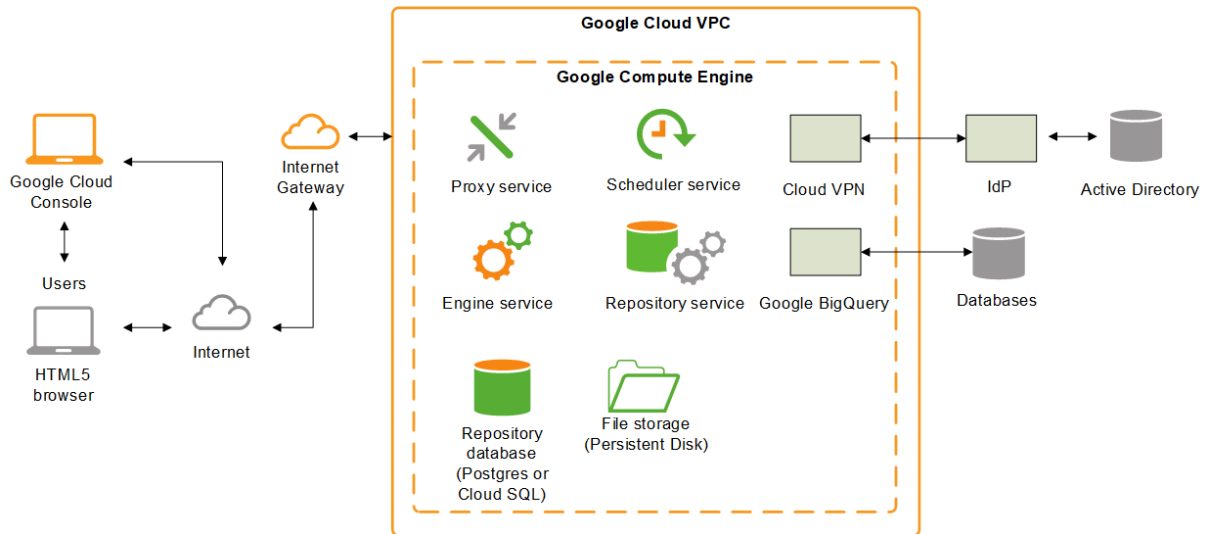 Google Cloud VPC
Google Compute Engine
Google Cloud
Console
Users
HTML5
browser
Internet
Internet
Gateway
Proxy service
Scheduler service
Cloud VPN
IdP
Active Directory
Engine service
Repository service
Google BigQuery
Databases
Repository
database
(Postgres or
Cloud SQL)
File storage
(Persistent Disk)